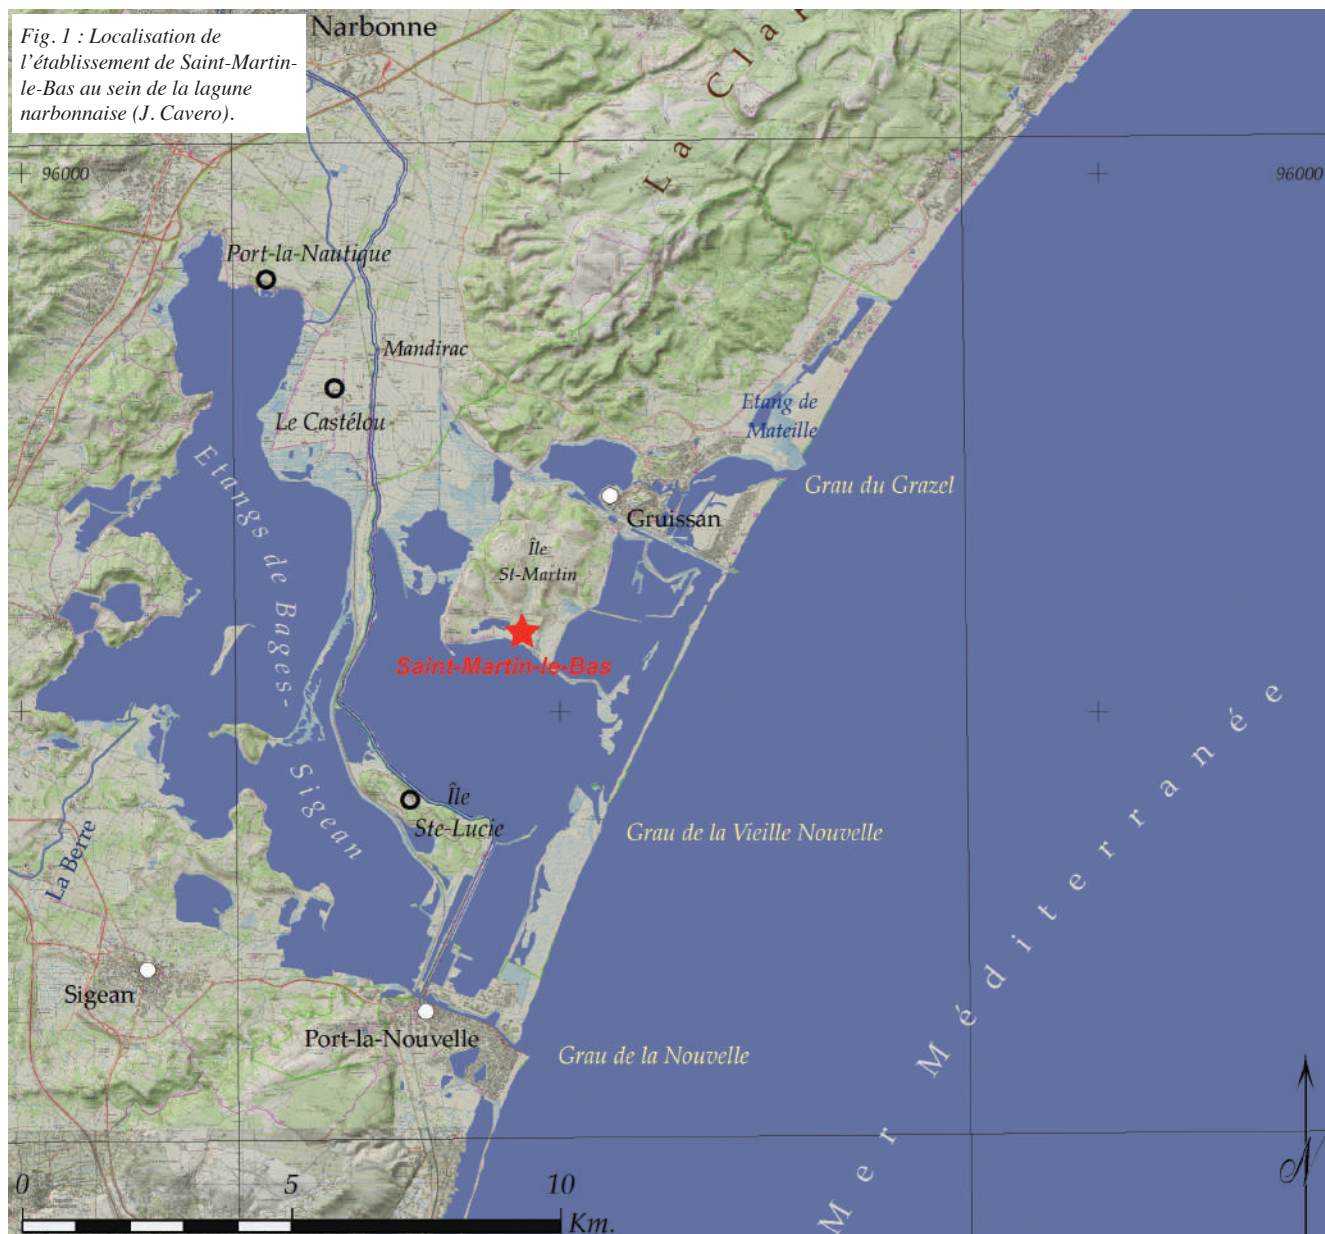 Fig. 1 : Localisation de
l'établissement de Saint-Martin-
le-Bas au sein de la lagune
narbonnaise (J. Cavero).
Narbonne
La Clar
96000
96000
Port-la-Nautique
Mandirac
Le Castélou
Etang de
Mateille
Grau du Grazel
Gruissan
Île
St-Martin
Saint-Martin-le-Bas
Etangs de Bages-
Sigean
Île
Ste-Lucie
Grau de la Vieille Nouvelle
La Berre
Sigean
Port-la-Nouvelle
Grau de la Nouvelle
Mer Méditerranée
N
0
5
10
Km.